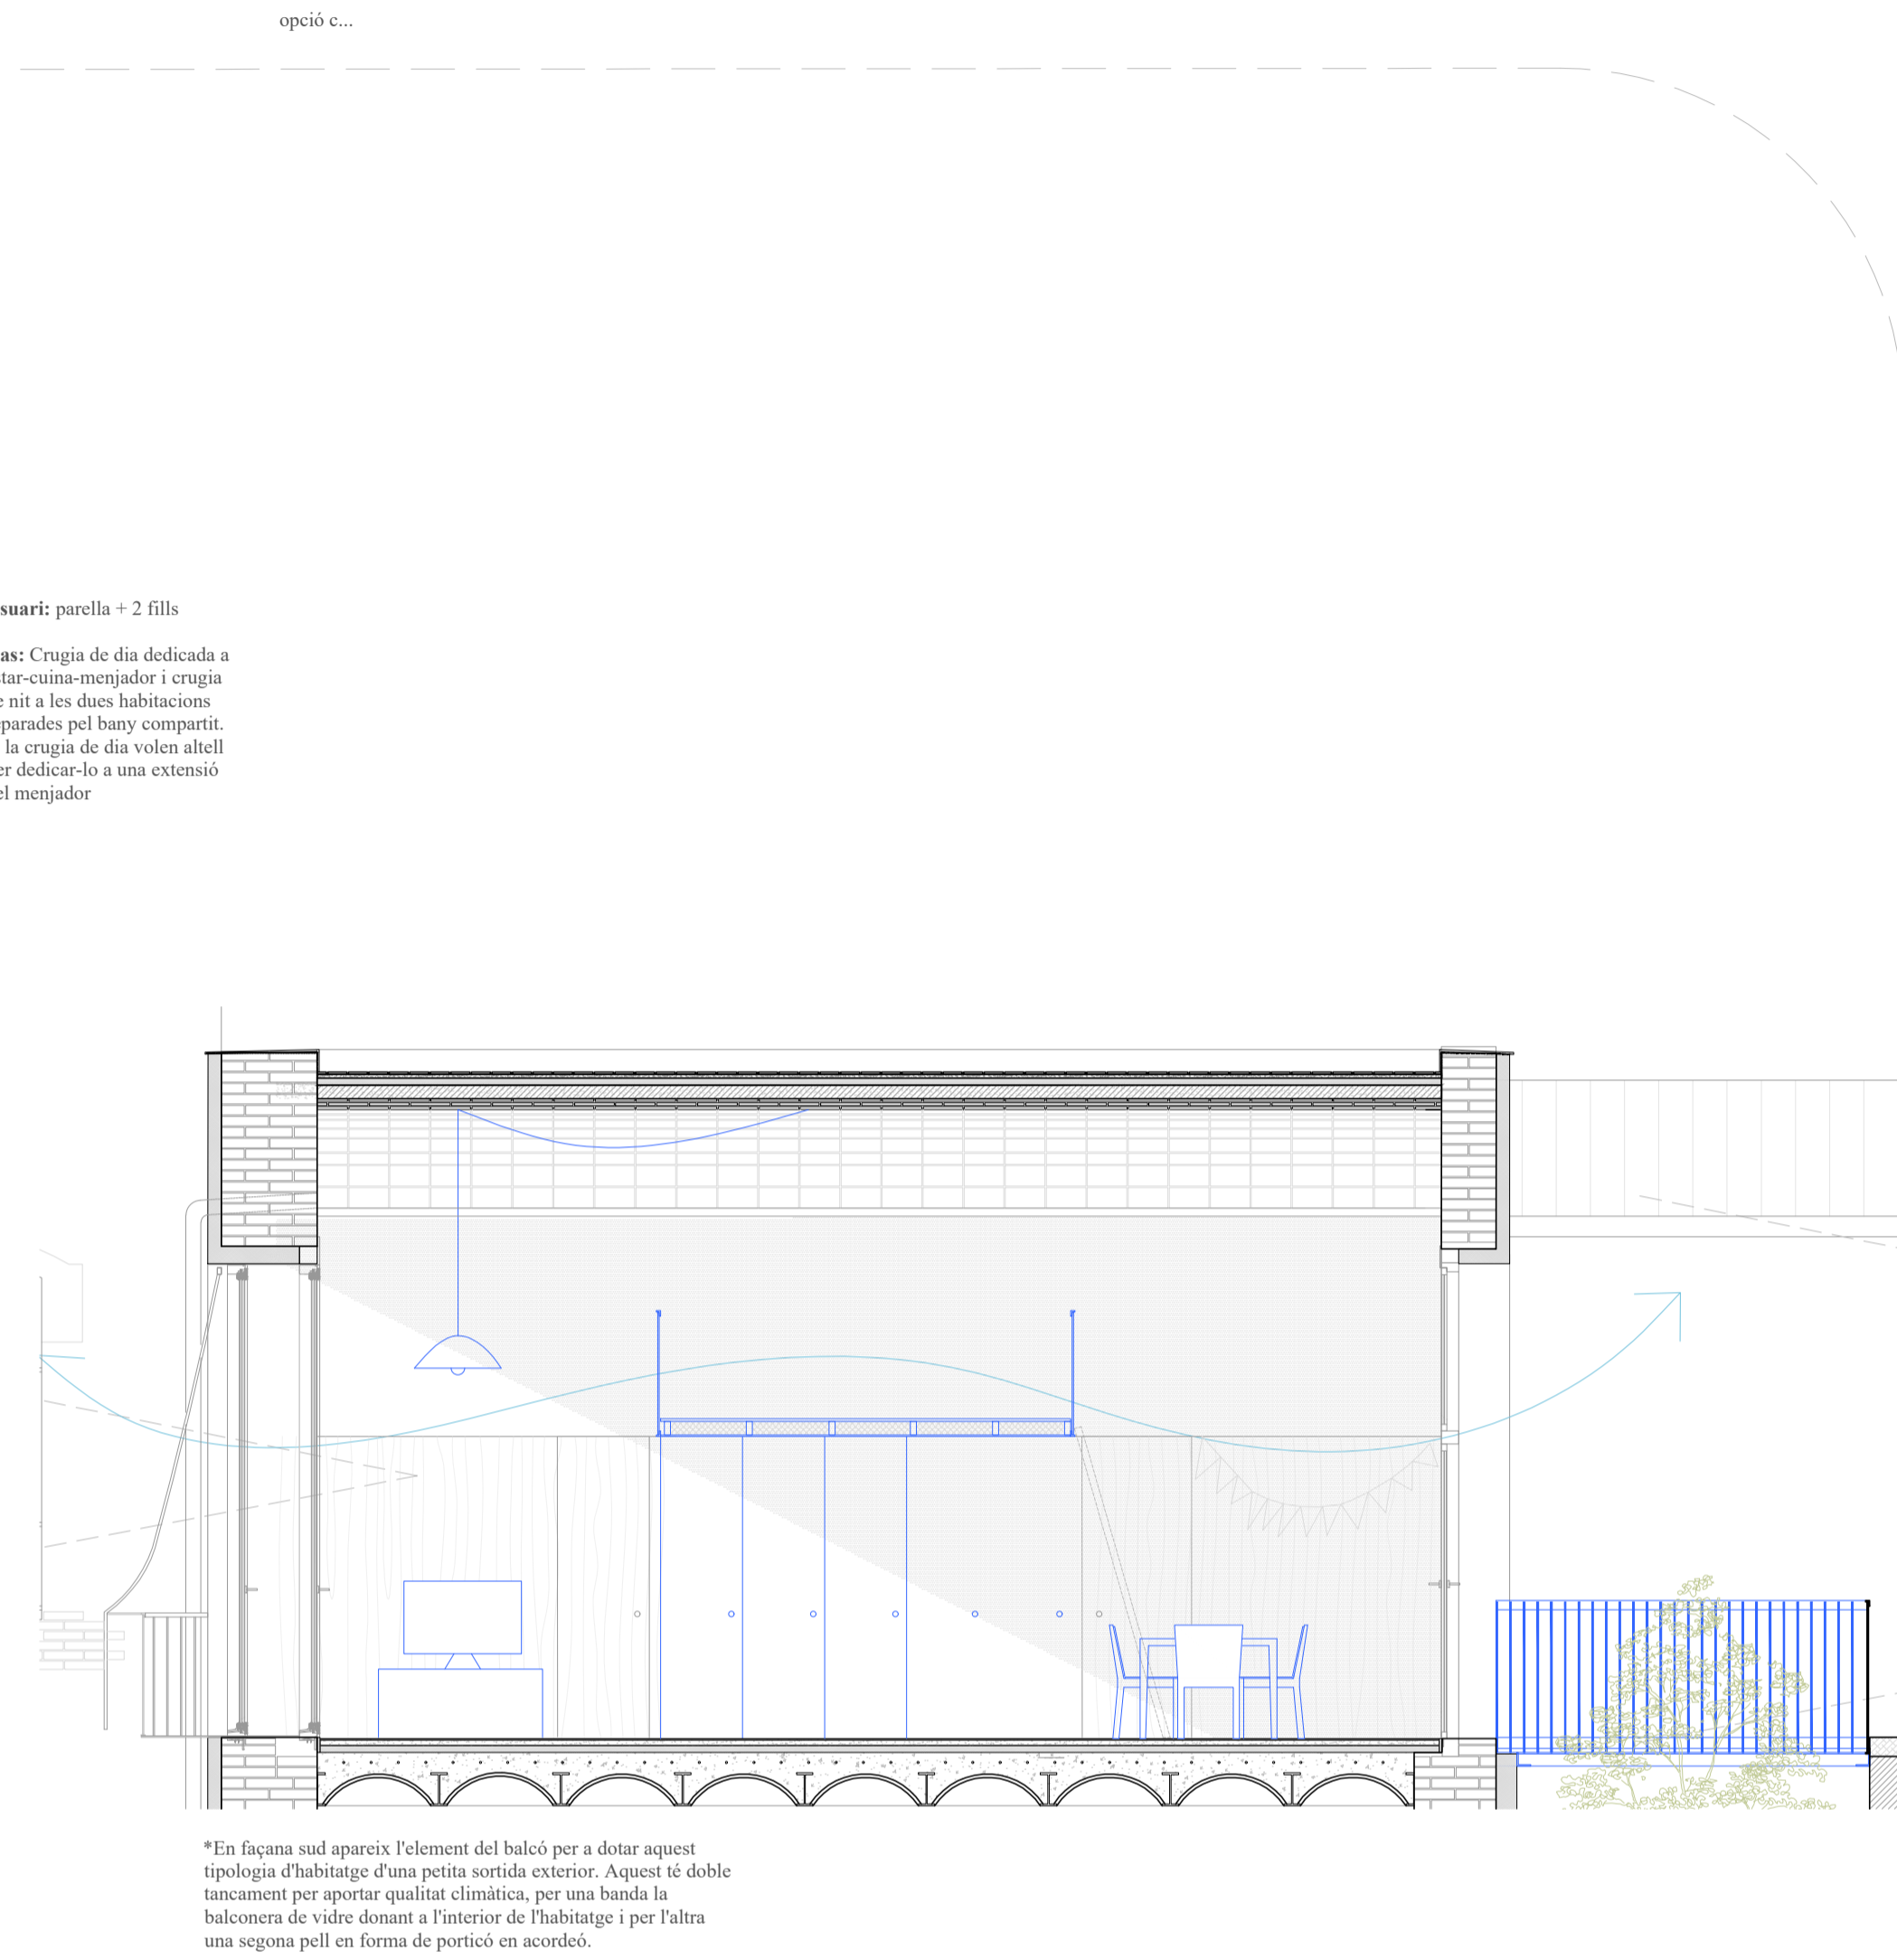 opció c...
suari: parella + 2 fills
as: Crugia de dia dedicada a
tar-cuina-menjador i crugia
e nit a les dues habitacions
parades pel bany compartit.
la crugia de dia volen altell
er dedicar-lo a una extensió
el menjador
*En façana sud apareix l'element del balcó per a dotar aquest
tipologia d'habitatge d'una petita sortida exterior. Aquest té doble
tancament per aportar qualitat climàtica, per una banda la
balconera de vidre donant a l'interior de l'habitatge i per l'altra
una segona pell en forma de porticó en acordeó.